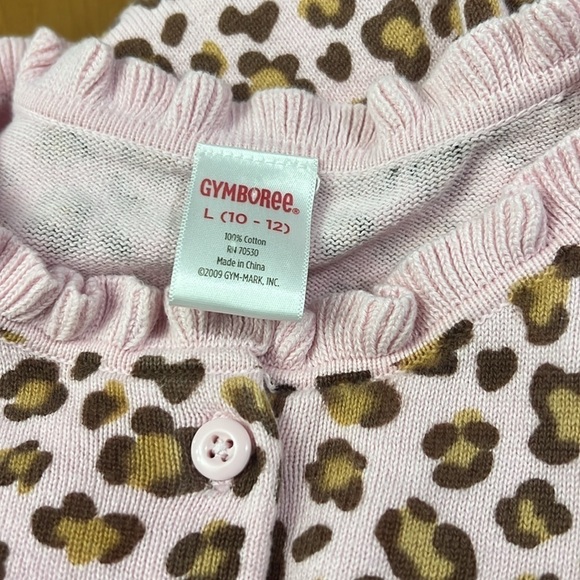 GYMBOREE®
L (10 - 12)
100% Cotton
RN 70530
Made in China
©2009 GYM-MARK, INC.